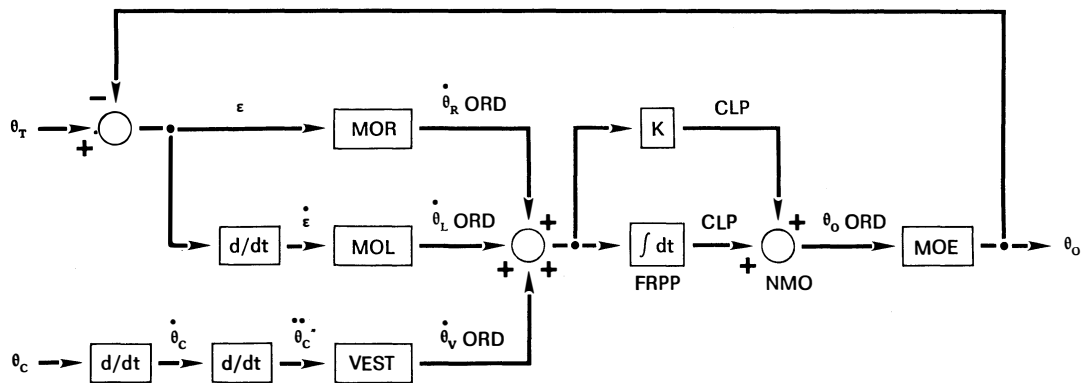 −
ε
θ̇R ORD
CLP
θT
+
MOR
K
ε̇
θ̇L ORD
+
CLP
+
θO ORD
d/dt
MOL
+
+
∫ dt
+
MOE
θO
FRPP
NMO
θ̇C
θ̈C
θ̇V ORD
θC
d/dt
d/dt
VEST